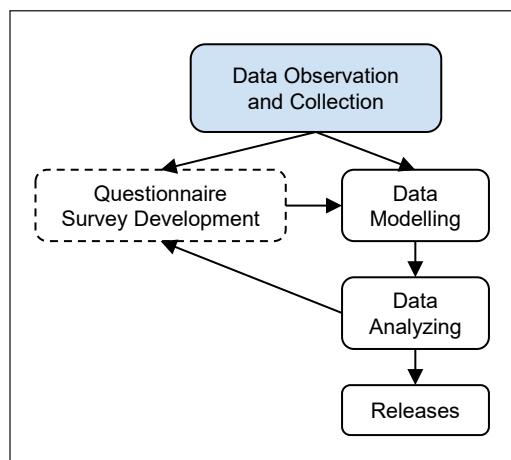 Data Observation
and Collection
Questionnaire
Survey Development
Data
Modelling
Data
Analyzing
Releases